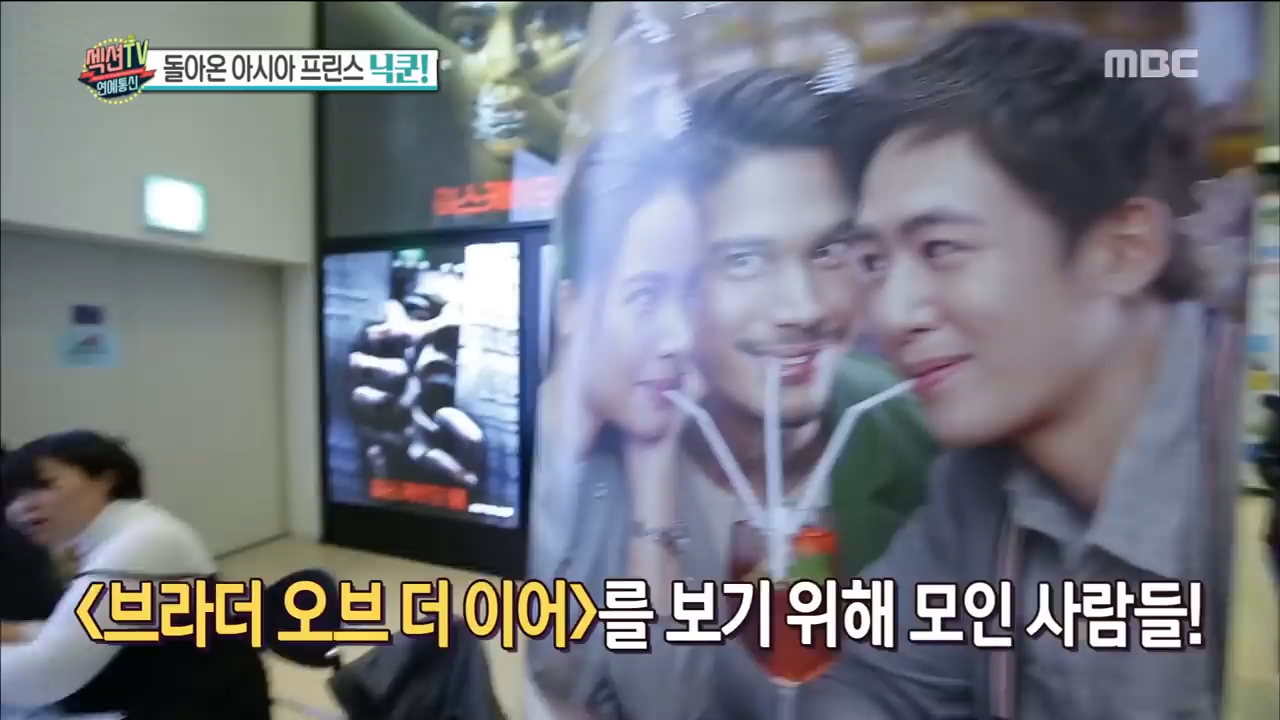 섹션TV
연예통신
돌아온 아시아 프린스 닉쿤!
MBC
<브라더 오브 더 이어>를 보기 위해 모인 사람들!